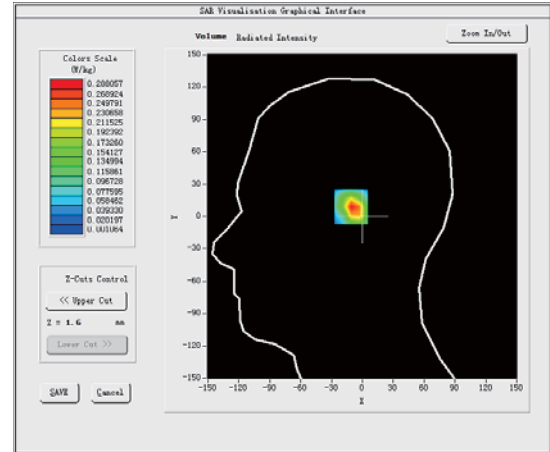 SAR Visualisation Graphical Interface
Volume Radiated Intensity
Zoom In/Out
Colors Scale
(W/kg)
0.288057
0.268924
0.249791
0.230658
0.211525
0.192392
0.173260
0.154127
0.134994
0.115861
0.096728
0.077595
0.058462
0.039330
0.020197
0.001064
Z-Cuts Control
<< Upper Cut
Z = 1.6 mm
Lower Cut >>
SAVE Cancel
150
120
90
60
30
0
-30
-60
-90
-120
-150
Y
-150 -120 -90 -60 -30 0 30 60 90 120 150
X